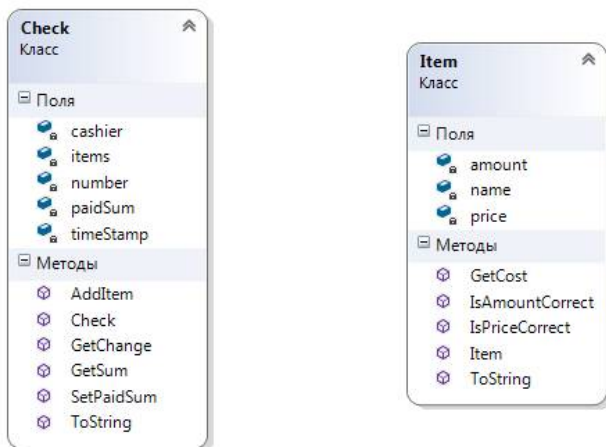 Check
Класс
Поля
cashier
items
number
paidSum
timeStamp
Методы
AddItem
Check
GetChange
GetSum
SetPaidSum
ToString
Item
Класс
Поля
amount
name
price
Методы
GetCost
IsAmountCorrect
IsPriceCorrect
Item
ToString